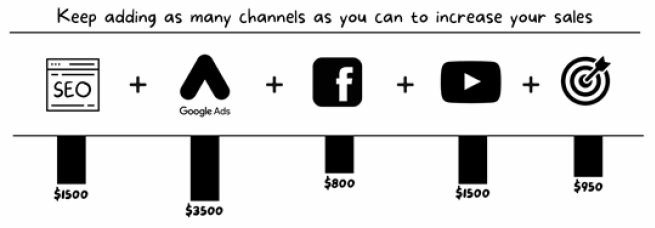 Keep adding as many channels as you can to increase your sales
SEO
Google Ads
$1500
$3500
$800
$1500
$950